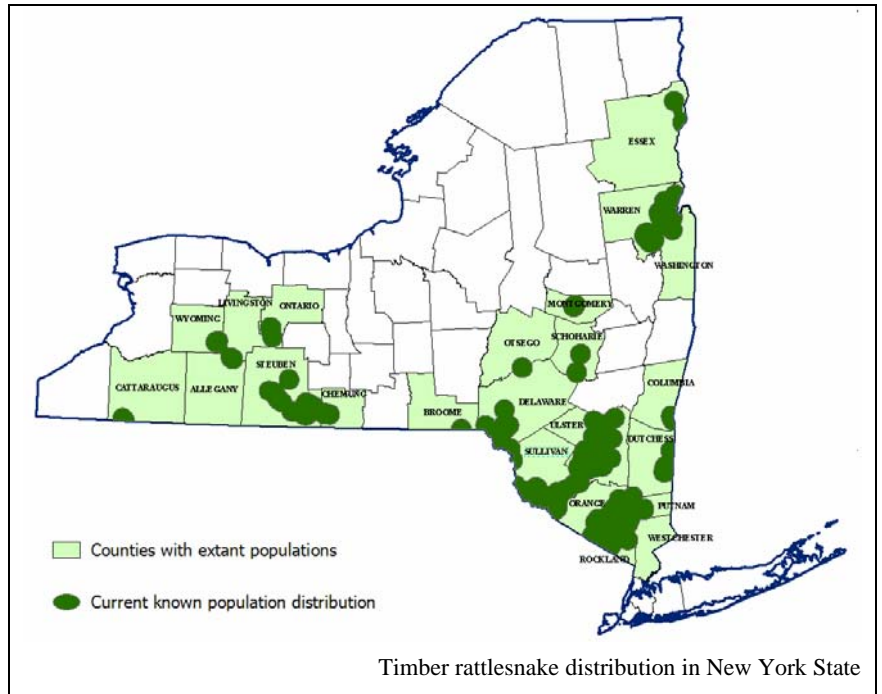 ESSEX
WARREN
WASHINGTON
MONTGOMERY
LIVINGSTON
ONTARIO
WYOMING
OTSEGO
SCHOHARIE
STEUBEN
CATTARAUGUS
ALLEGANY
CHEMUNG
BROOME
DELAWARE
COLUMBIA
ULSTER
DUTCHESS
SULLIVAN
ORANGE
PUTNAM
WESTCHESTER
ROCKLAND
Counties with extant populations
Current known population distribution
Timber rattlesnake distribution in New York State